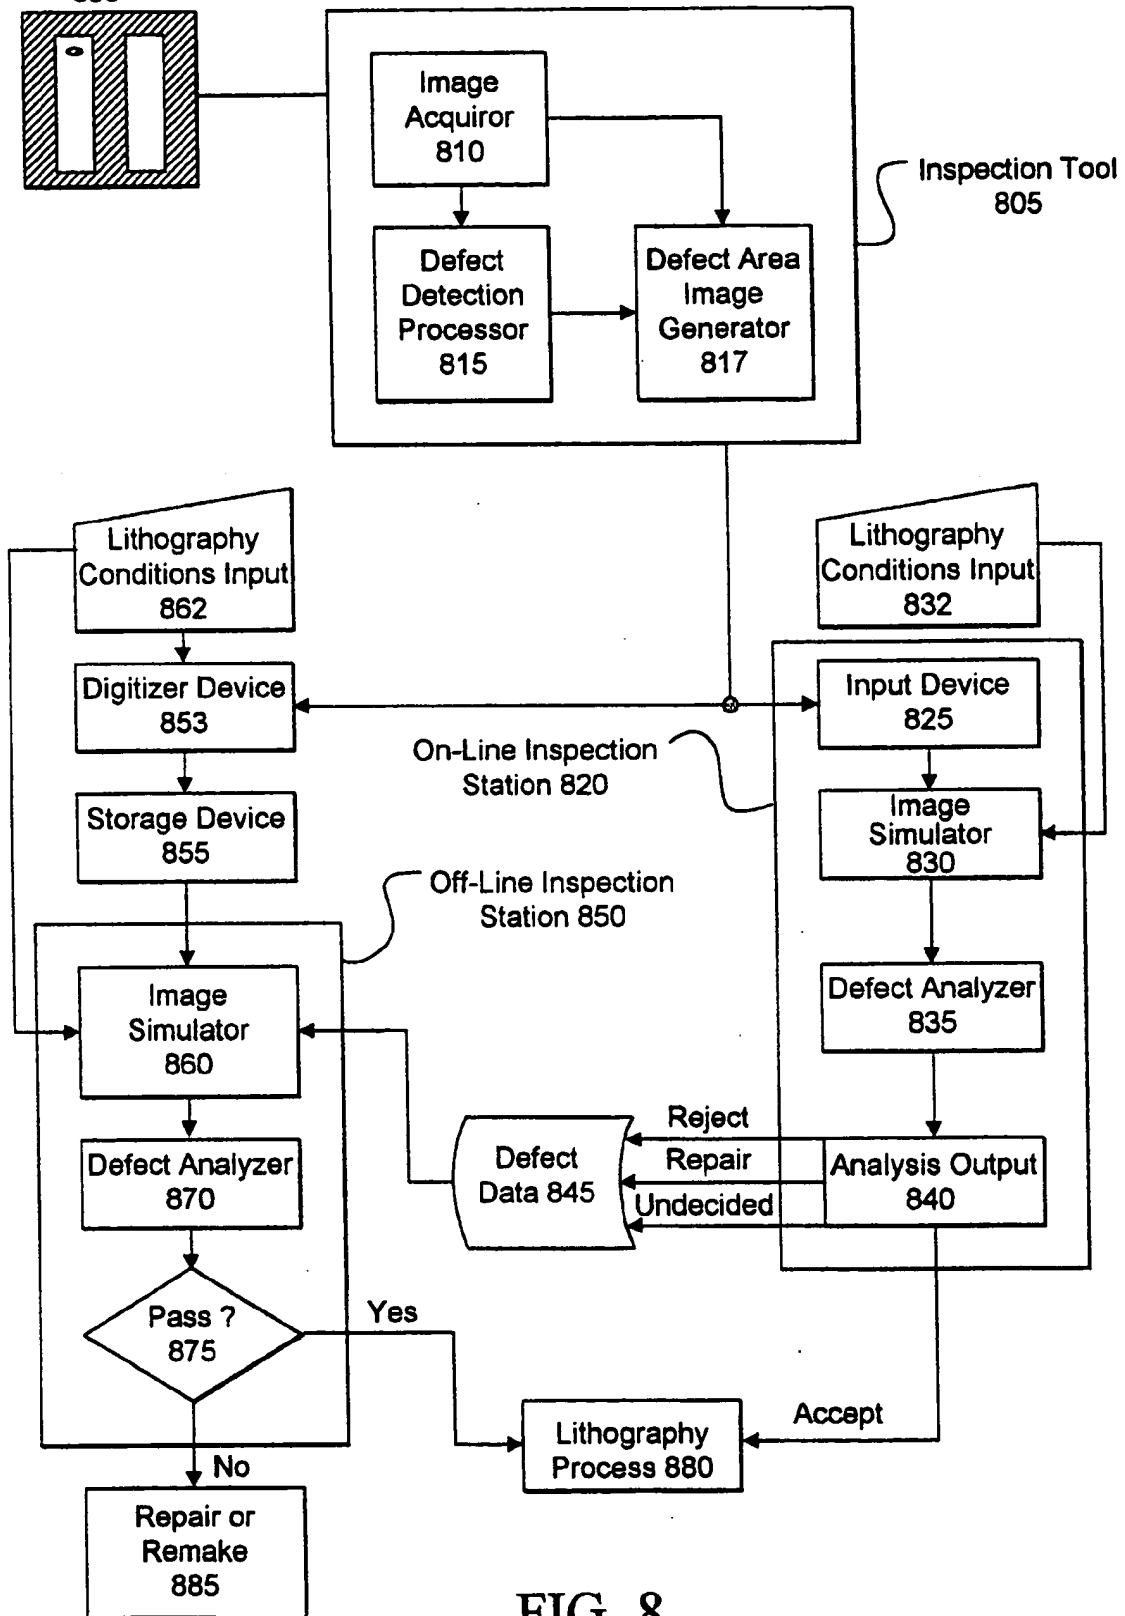 Image
Acquiror
810
Inspection Tool
805
Defect
Detection
Processor
815
Defect Area
Image
Generator
817
Lithography
Conditions Input
862
Lithography
Conditions Input
832
Digitizer Device
853
Input Device
825
On-Line Inspection
Station 820
Storage Device
855
Image
Simulator
830
Off-Line Inspection
Station 850
Image
Simulator
860
Defect Analyzer
835
Defect Analyzer
870
Defect
Data 845
Reject
Repair
Undecided
Analysis Output
840
Pass ?
875
Yes
Accept
Lithography
Process 880
No
Repair or
Remake
885
FIG. 8